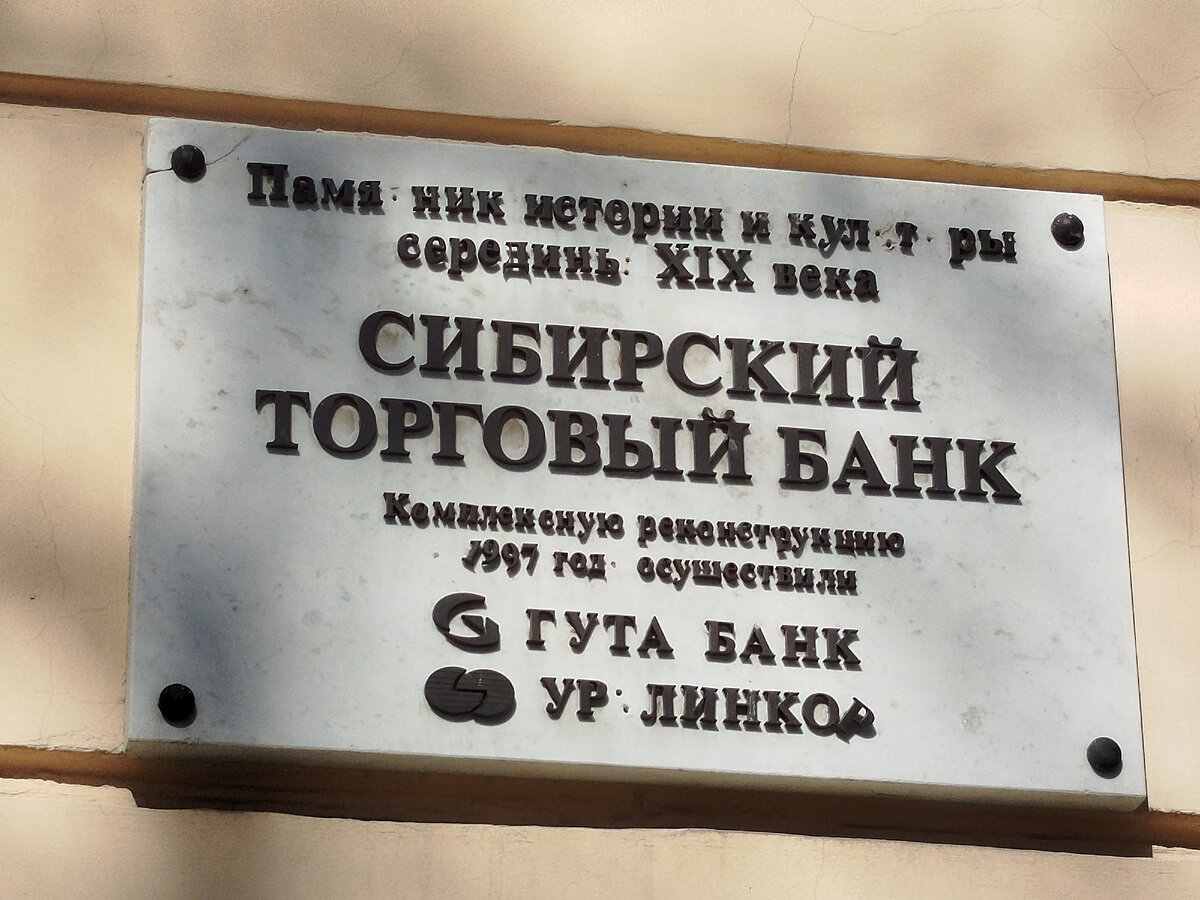 Памя ник истории и кул т ры
серединь XIX века
СИБИРСКИЙ
ТОРГОВЫЙ БАНК
Комплексную реконструкцию
1997 год осуществили
ГУТА БАНК
УР ЛИНКОР